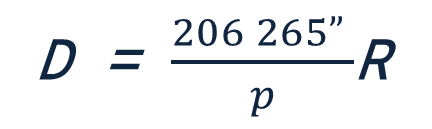 D = 206 265” / p R